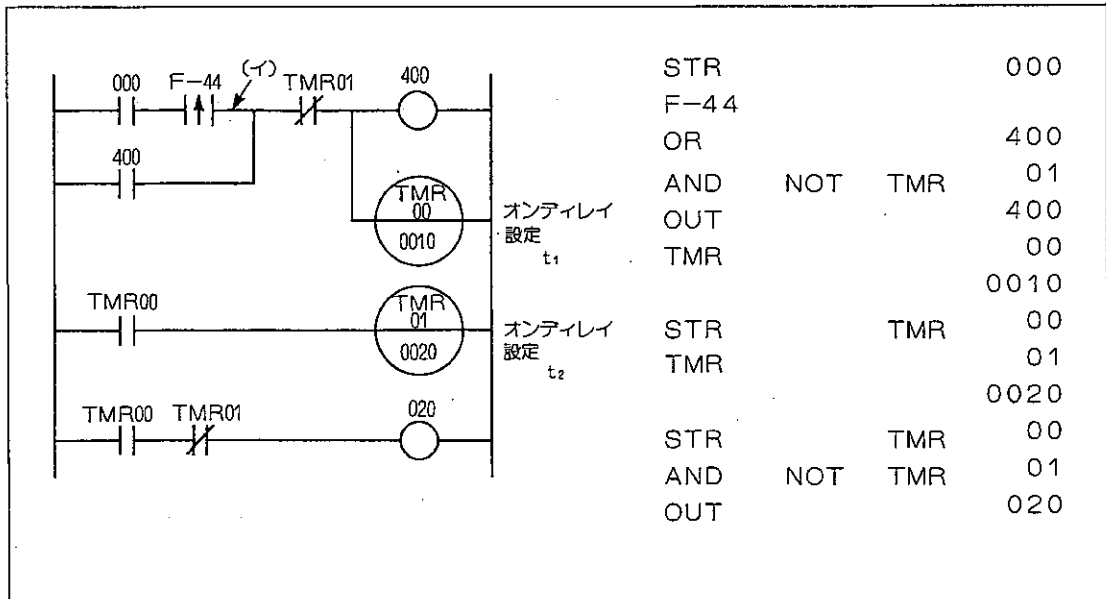 000 F-44 (イ) TMR01 400
400
TMR
00
0010
オンディレイ
設定
t₁
TMR00
TMR
01
0020
オンディレイ
設定
t₂
TMR00 TMR01 020
STR 000
F-44
OR 400
AND NOT TMR 01
OUT 400
TMR 00
0010
STR TMR 00
TMR 01
0020
STR TMR 00
AND NOT TMR 01
OUT 020